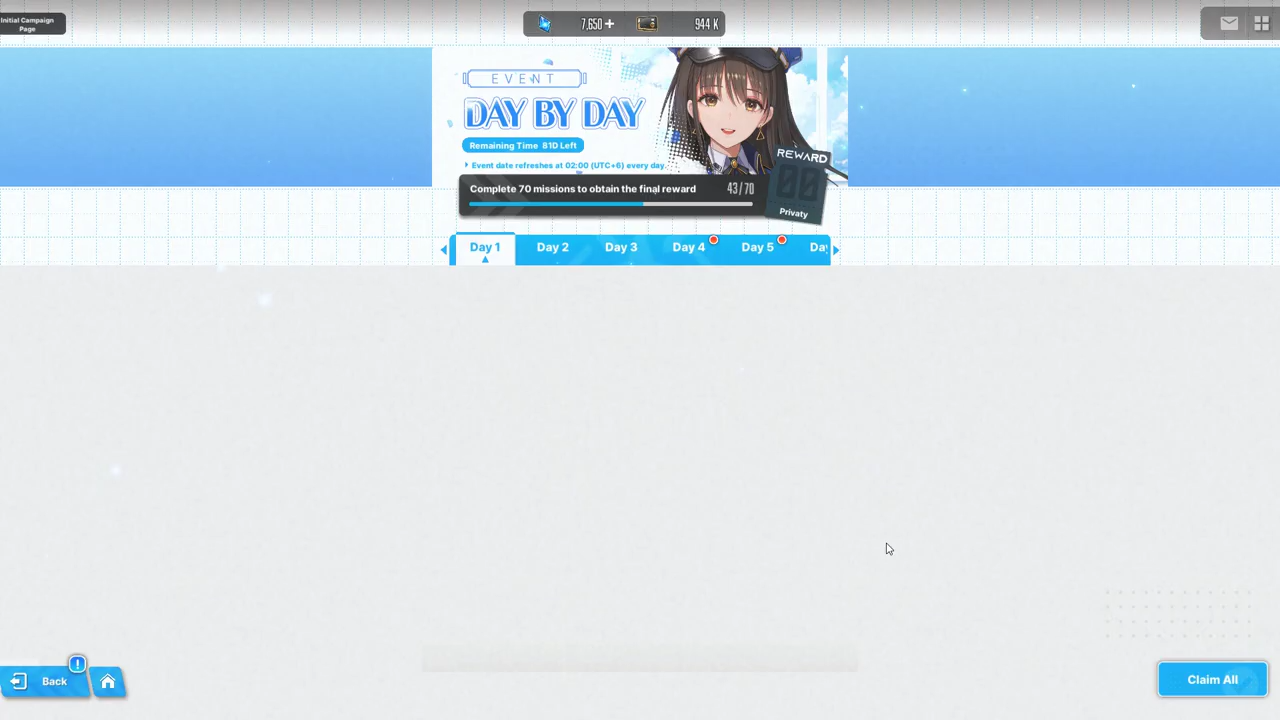 Initial Campaign
Page
7,650 +
944 K
EVENT
DAY BY DAY
Remaining Time 81D Left
Event date refreshes at 02:00 (UTC+6) every day.
REWARD
00
Complete 70 missions to obtain the final reward
43/70
Privaty
Day 1
Day 2
Day 3
Day 4
Day 5
Da
!
Back
Claim All